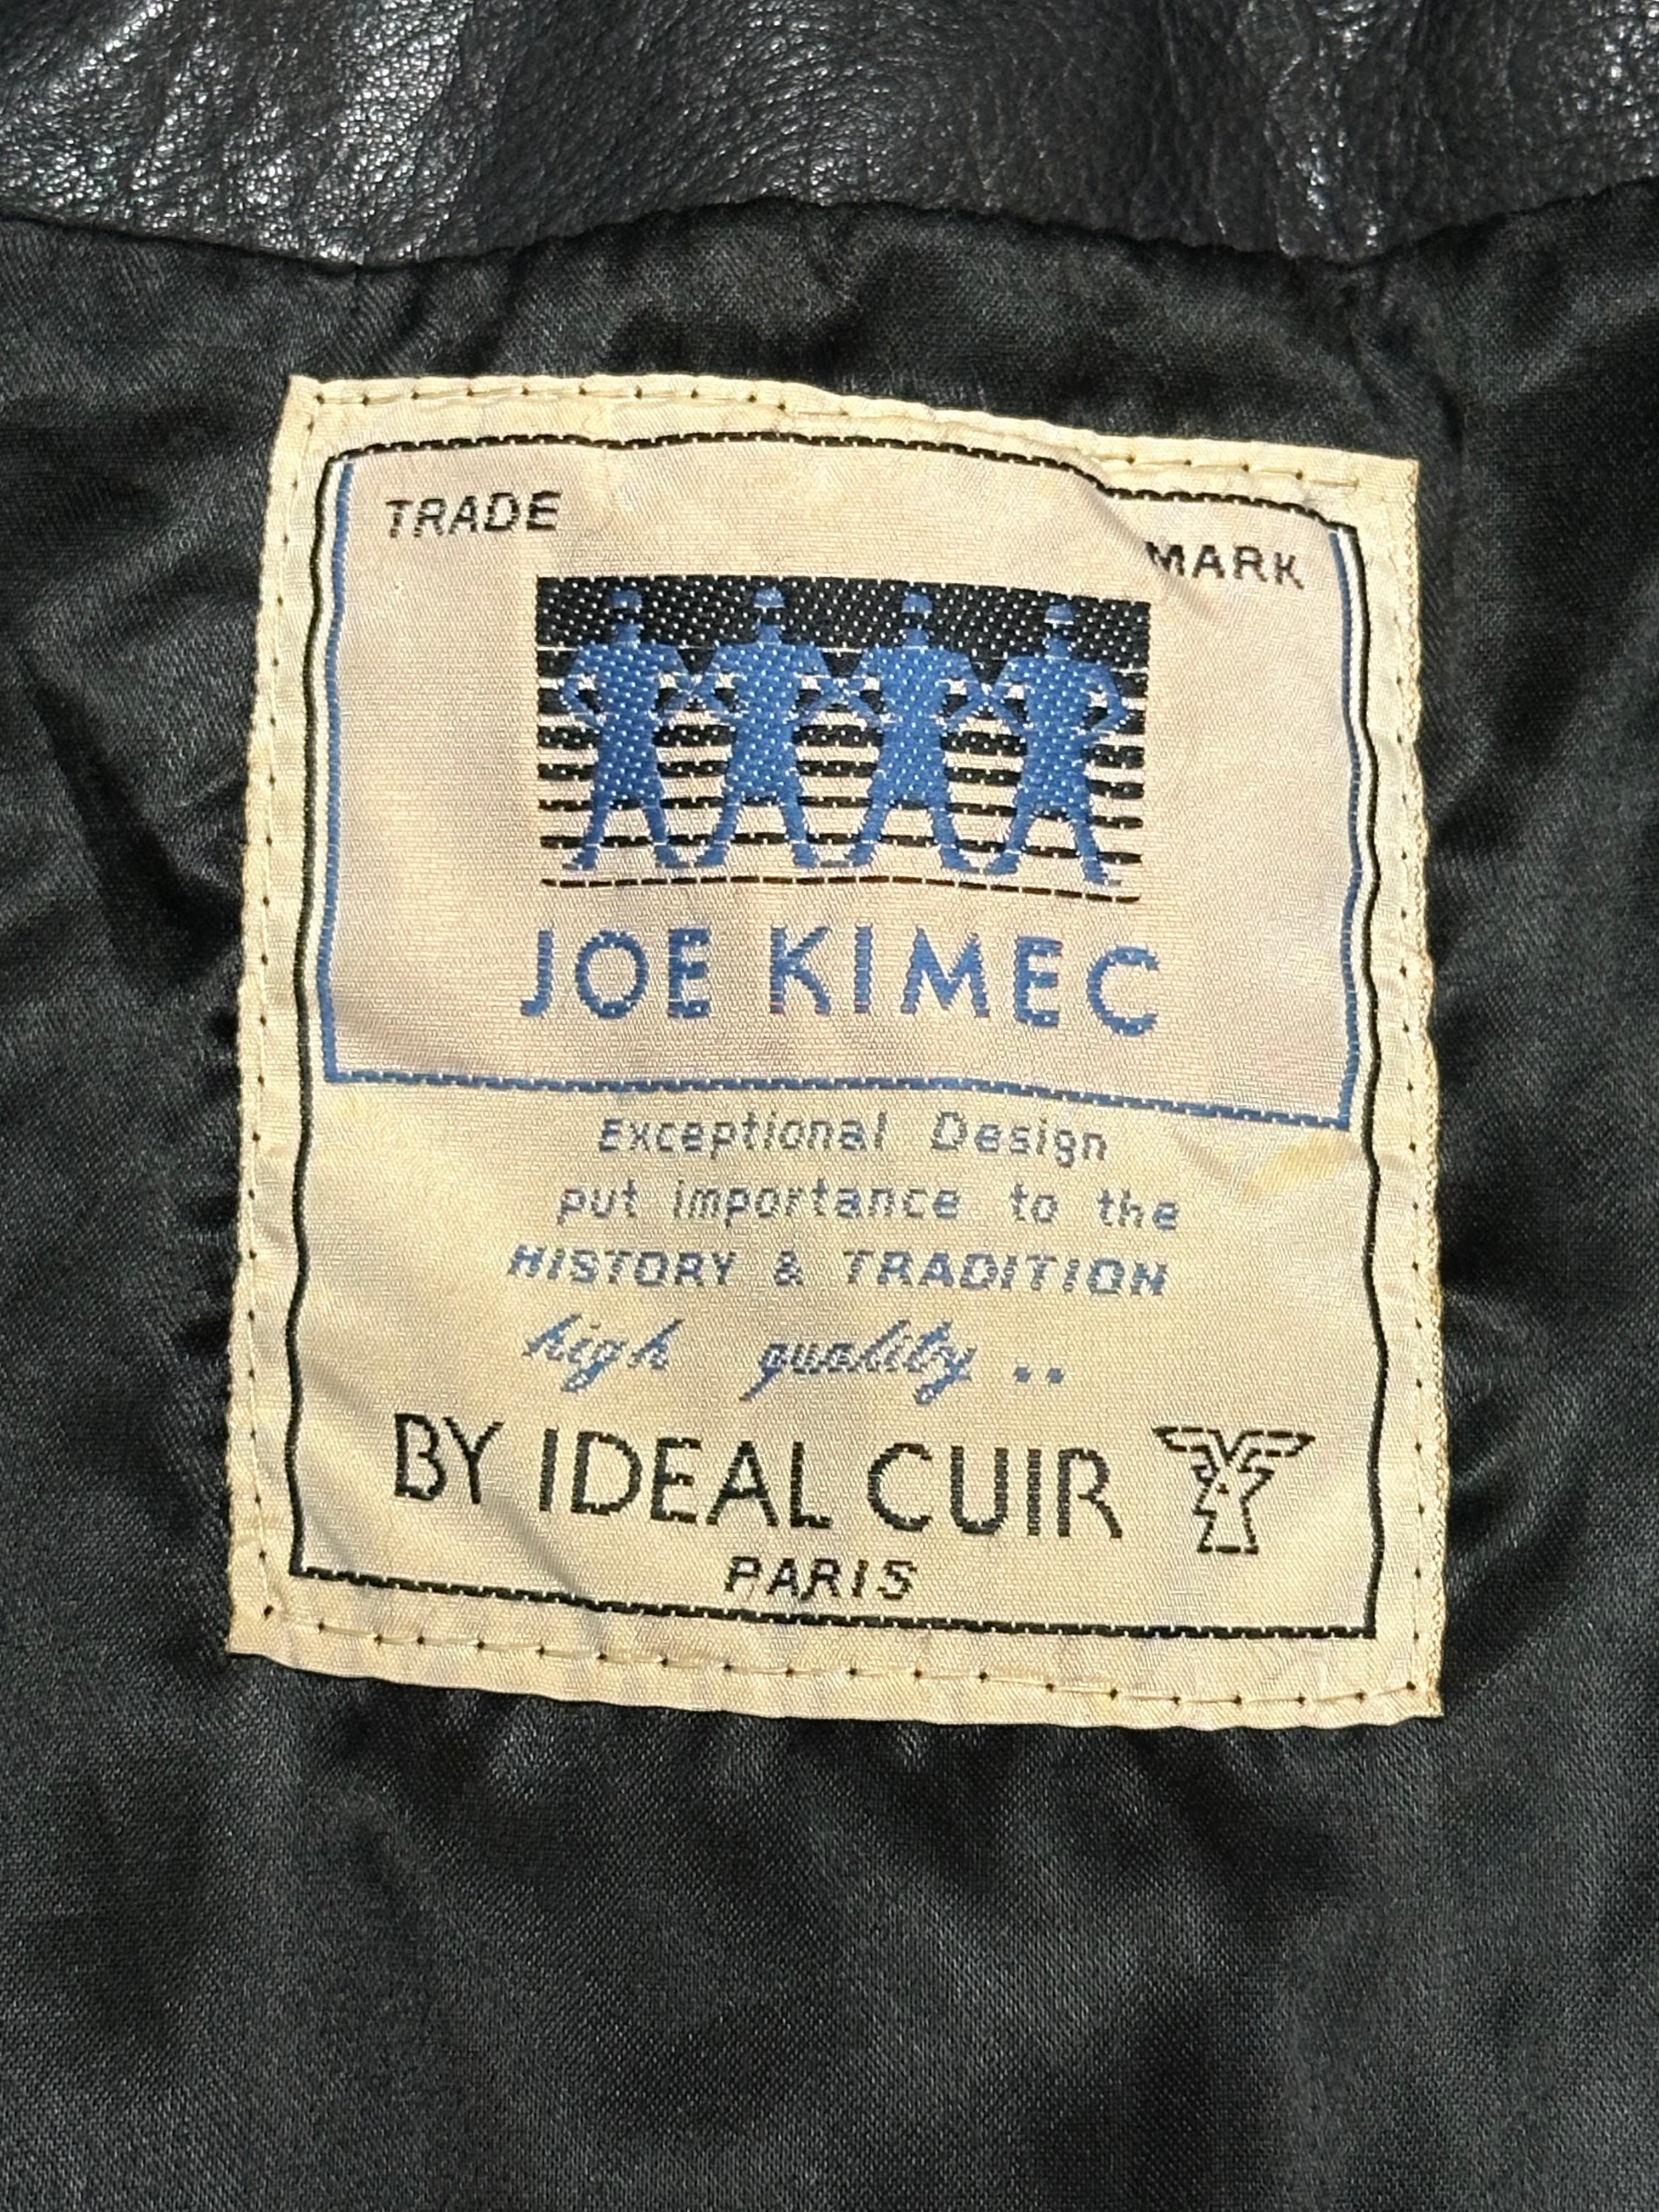 TRADE MARK
JOE KIMEC
Exceptional Design
put importance to the
HISTORY & TRADITION
high quality ..
BY IDEAL CUIR
PARIS